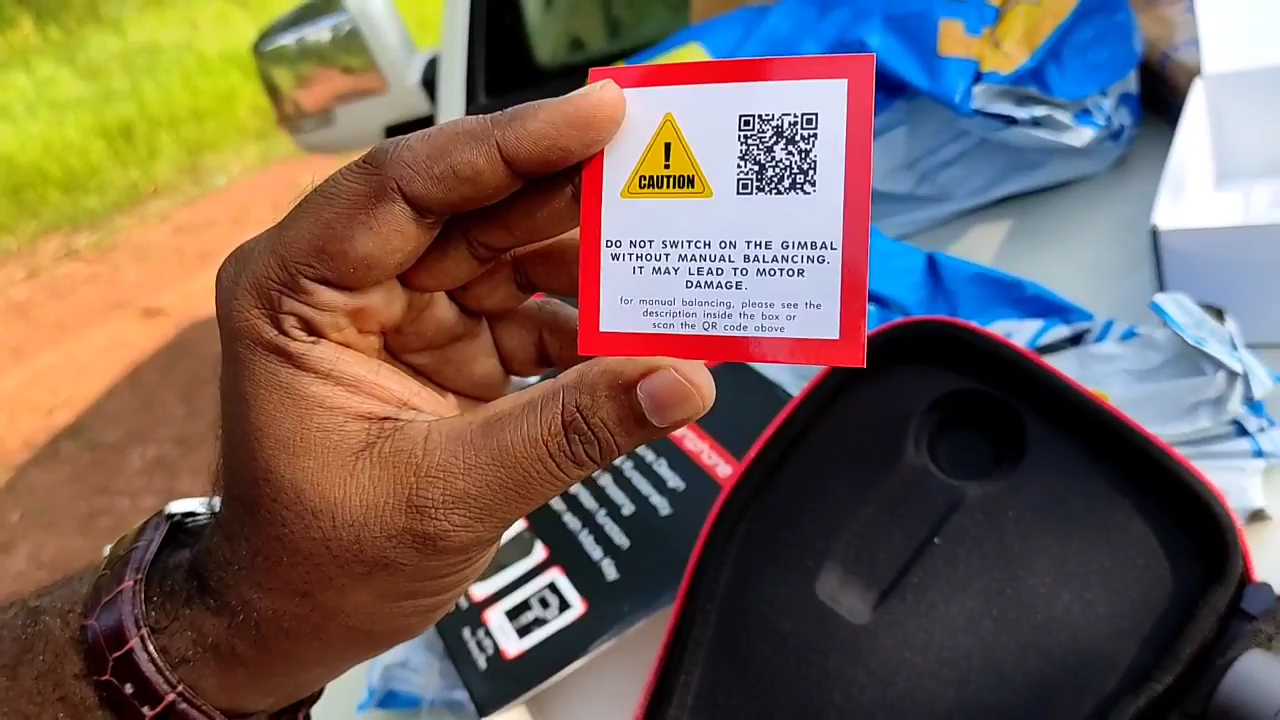 !
CAUTION
DO NOT SWITCH ON THE GIMBAL
WITHOUT MANUAL BALANCING.
IT MAY LEAD TO MOTOR
DAMAGE.
for manual balancing, please see the
description inside the box or
scan the QR code above